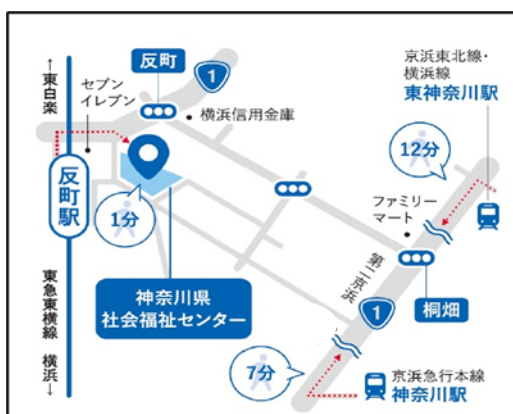 ↑東白楽
セブン
イレブン
反町
1
横浜信用金庫
京浜東北線・
横浜線
東神奈川駅
12分
反町駅
1分
ファミリー
マート
神奈川県
社会福祉センター
第二京浜
1
桐畑
東急東横線 横浜↓
7分
京浜急行本線
神奈川駅